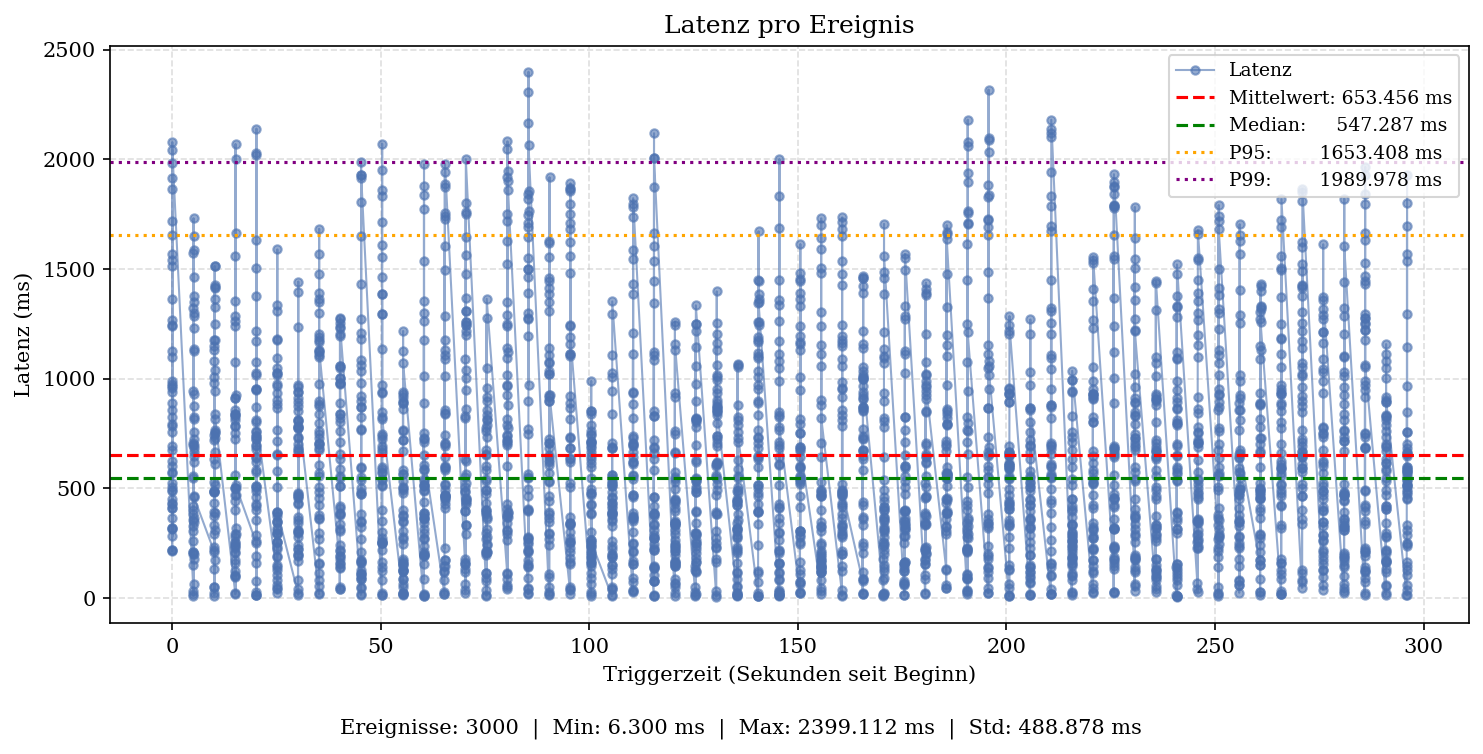 Latenz pro Ereignis
2500
2000
1500
1000
500
0
Latenz (ms)
Latenz
Mittelwert: 653.456 ms
Median: 547.287 ms
P95: 1653.408 ms
P99: 1989.978 ms
0 50 100 150 200 250 300
Triggerzeit (Sekunden seit Beginn)
Ereignisse: 3000 | Min: 6.300 ms | Max: 2399.112 ms | Std: 488.878 ms